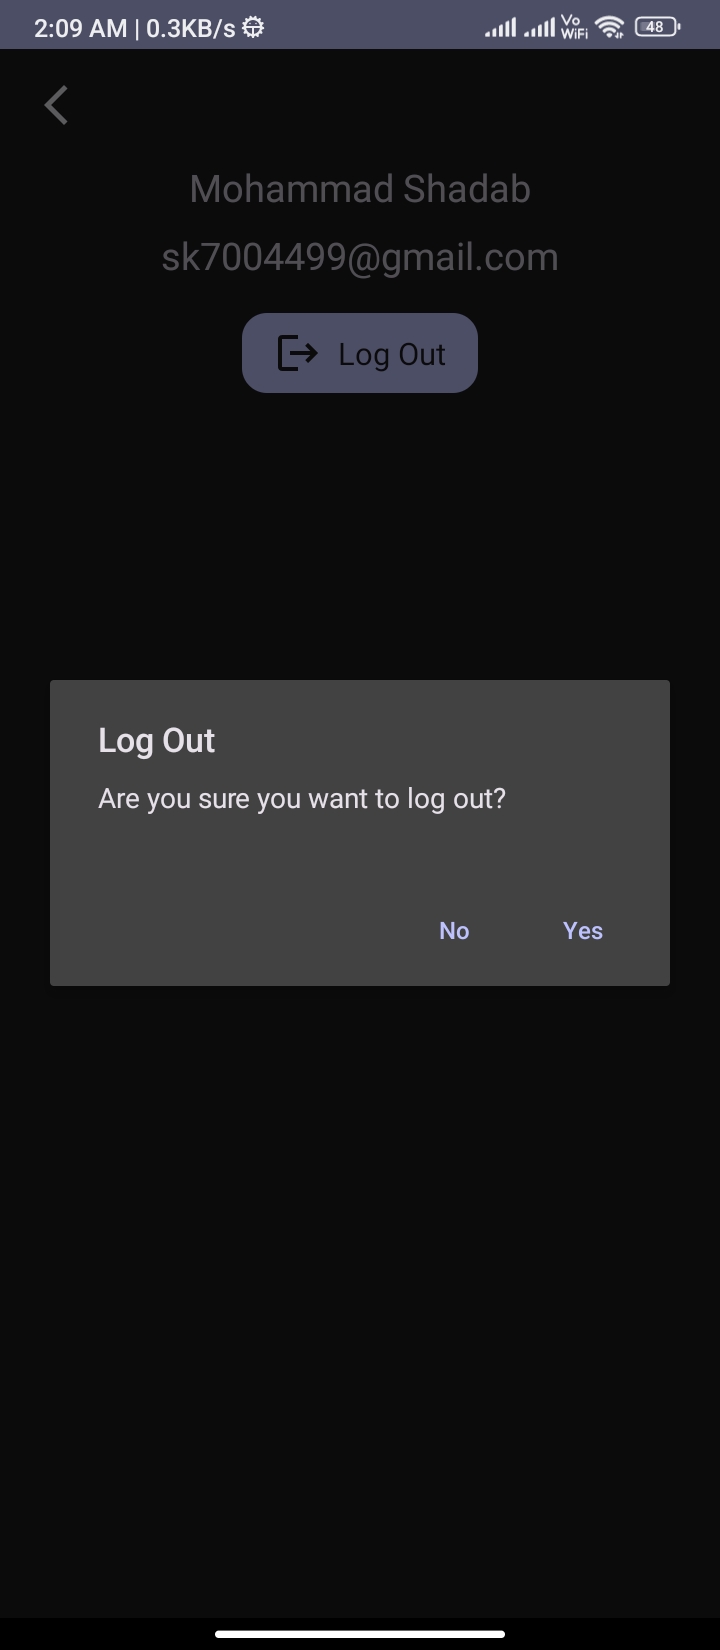 2:09 AM | 0.3KB/s
Vo
WiFi
48
Mohammad Shadab
sk7004499@gmail.com
Log Out
Log Out
Are you sure you want to log out?
No Yes